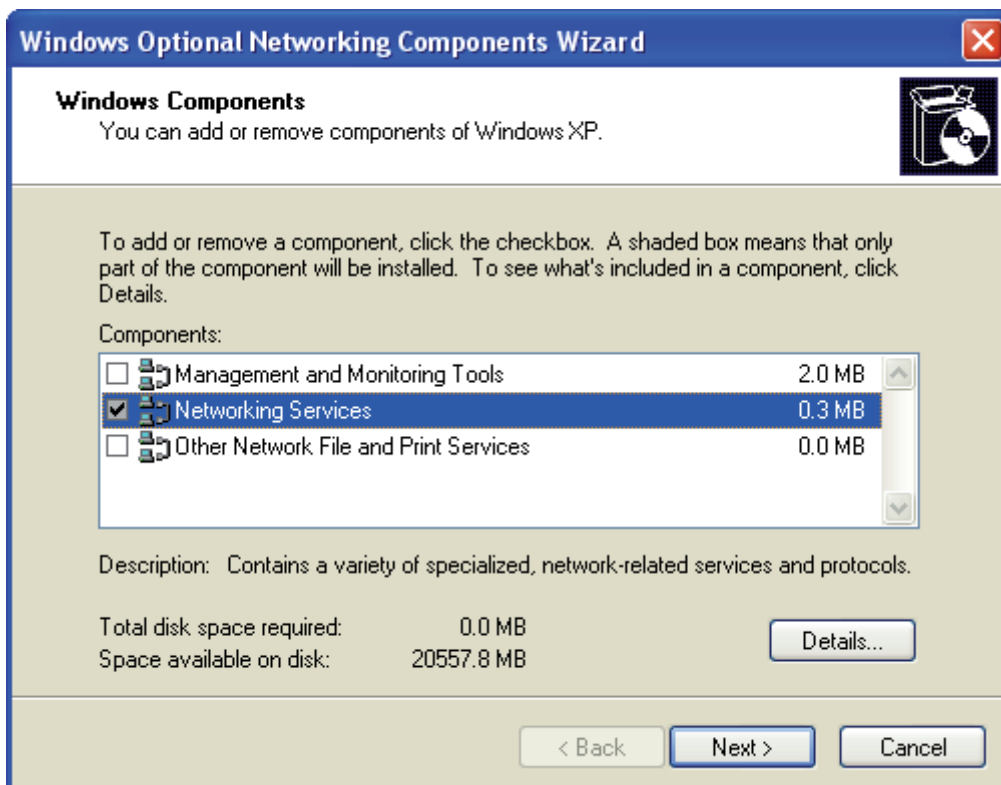 Windows Optional Networking Components Wizard
Windows Components
You can add or remove components of Windows XP.
To add or remove a component, click the checkbox. A shaded box means that only
part of the component will be installed. To see what's included in a component, click
Details.
Components:
Management and Monitoring Tools 2.0 MB
Networking Services 0.3 MB
Other Network File and Print Services 0.0 MB
Description: Contains a variety of specialized, network-related services and protocols.
Total disk space required: 0.0 MB
Space available on disk: 20557.8 MB
Details...
< Back Next > Cancel